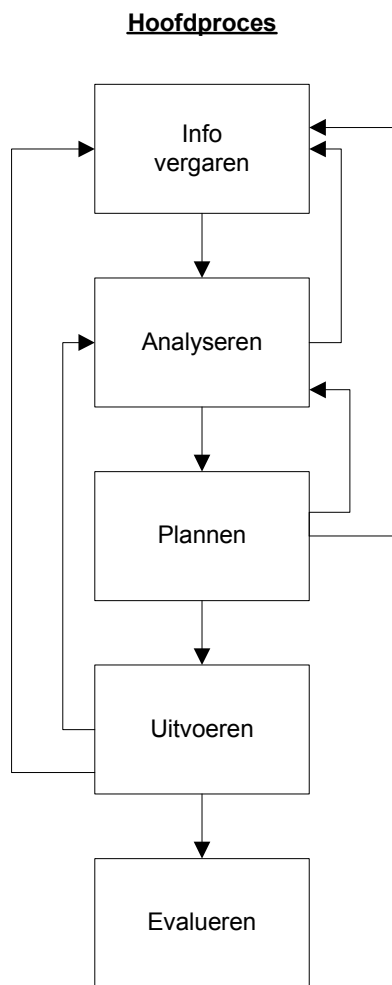 Hoofdproces
Info
vergaren
Analyseren
Plannen
Uitvoeren
Evalueren